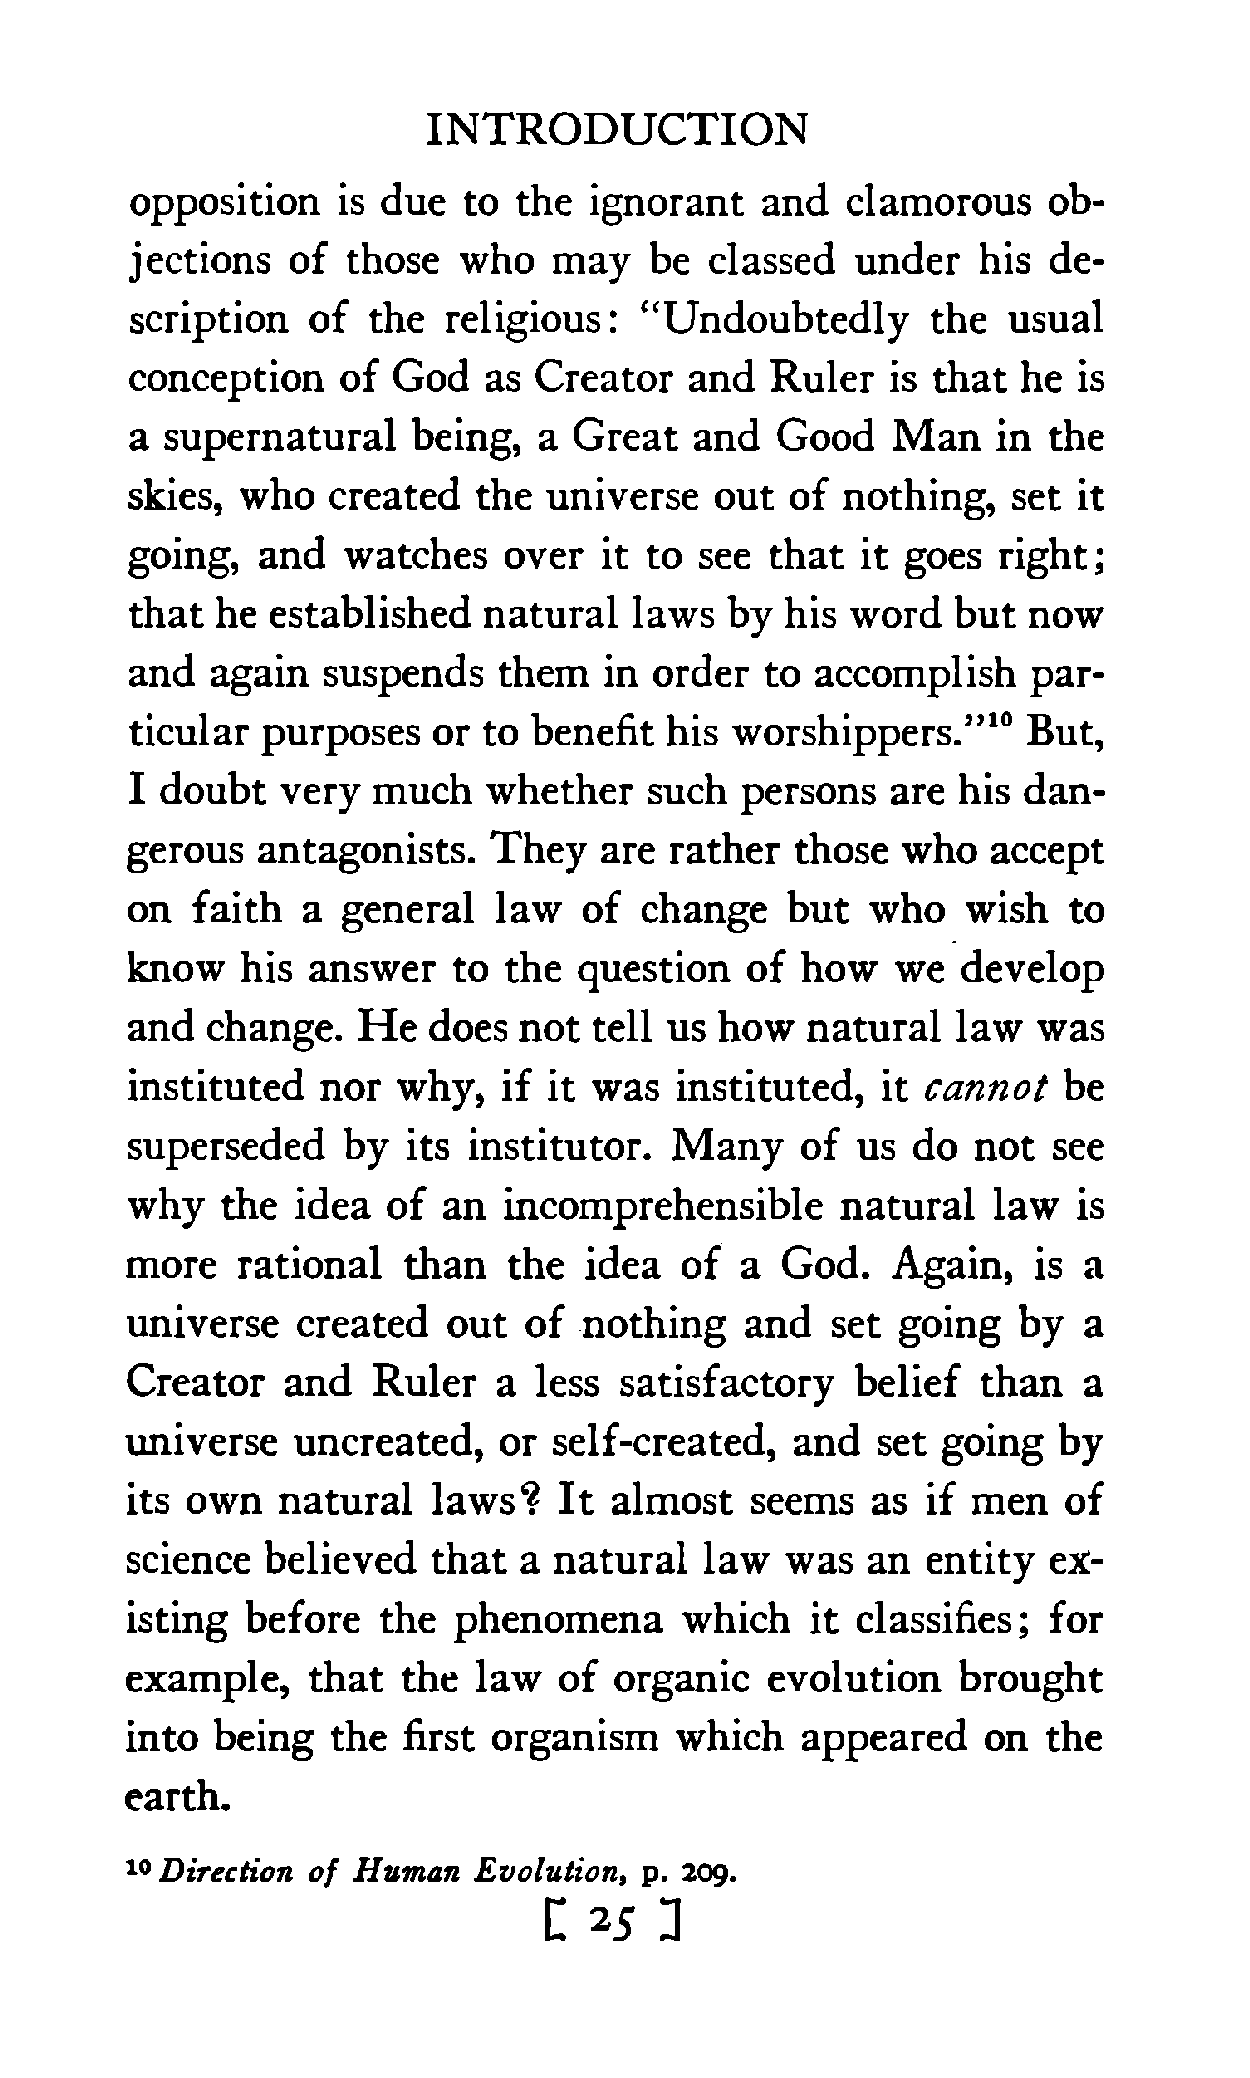 INTRODUCTION
opposition is due to the ignorant and clamorous ob-
jections of those who may be classed under his de-
scription of the religious: "Undoubtedly the usual
conception of God as Creator and Ruler is that he is
a supernatural being, a Great and Good Man in the
skies, who created the universe out of nothing, set it
going, and watches over it to see that it goes right;
that he established natural laws by his word but now
and again suspends them in order to accomplish par-
ticular purposes or to benefit his worshippers."¹⁰ But,
I doubt very much whether such persons are his dan-
gerous antagonists. They are rather those who accept
on faith a general law of change but who wish to
know his answer to the question of how we develop
and change. He does not tell us how natural law was
instituted nor why, if it was instituted, it cannot be
superseded by its institutor. Many of us do not see
why the idea of an incomprehensible natural law is
more rational than the idea of a God. Again, is a
universe created out of nothing and set going by a
Creator and Ruler a less satisfactory belief than a
universe uncreated, or self-created, and set going by
its own natural laws? It almost seems as if men of
science believed that a natural law was an entity ex-
isting before the phenomena which it classifies; for
example, that the law of organic evolution brought
into being the first organism which appeared on the
earth.
¹⁰ Direction of Human Evolution, p. 209.
[ 25 ]